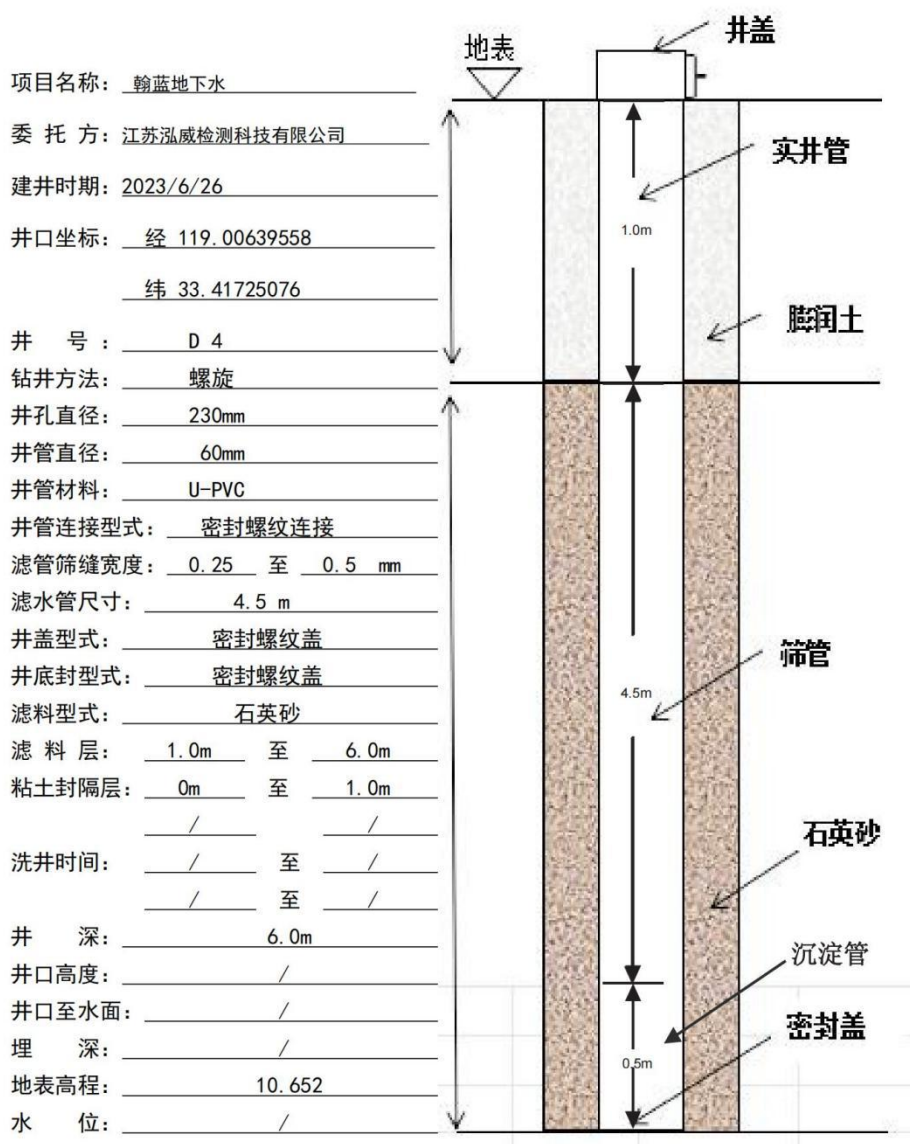 项目名称： 翰蓝地下水
委 托 方：江苏泓威检测科技有限公司
建井时期：2023/6/26
井口坐标： 经 119.00639558
纬 33.41725076
井 号： D 4
钻井方法： 螺旋
井孔直径： 230mm
井管直径： 60mm
井管材料： U-PVC
井管连接型式： 密封螺纹连接
滤管筛缝宽度： 0.25 至 0.5 mm
滤水管尺寸： 4.5 m
井盖型式： 密封螺纹盖
井底封型式： 密封螺纹盖
滤料型式： 石英砂
滤 料 层： 1.0m 至 6.0m
粘土封隔层： 0m 至 1.0m
/ /
洗井时间： / 至 /
/ 至 /
井 深： 6.0m
井口高度： /
井口至水面： /
埋 深： /
地表高程： 10.652
水 位： /
地表
井盖
实井管
1.0m
膨润土
筛管
4.5m
石英砂
沉淀管
密封盖
0.5m